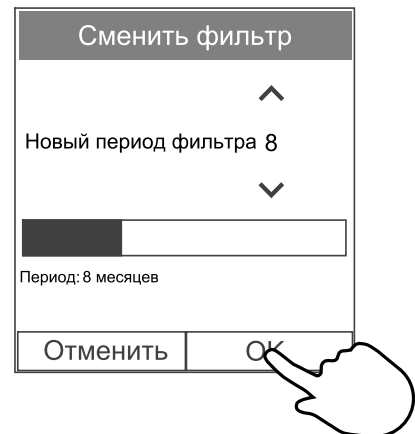 Сменить фильтр
Новый период фильтра 8
Период: 8 месяцев
Отменить
OK